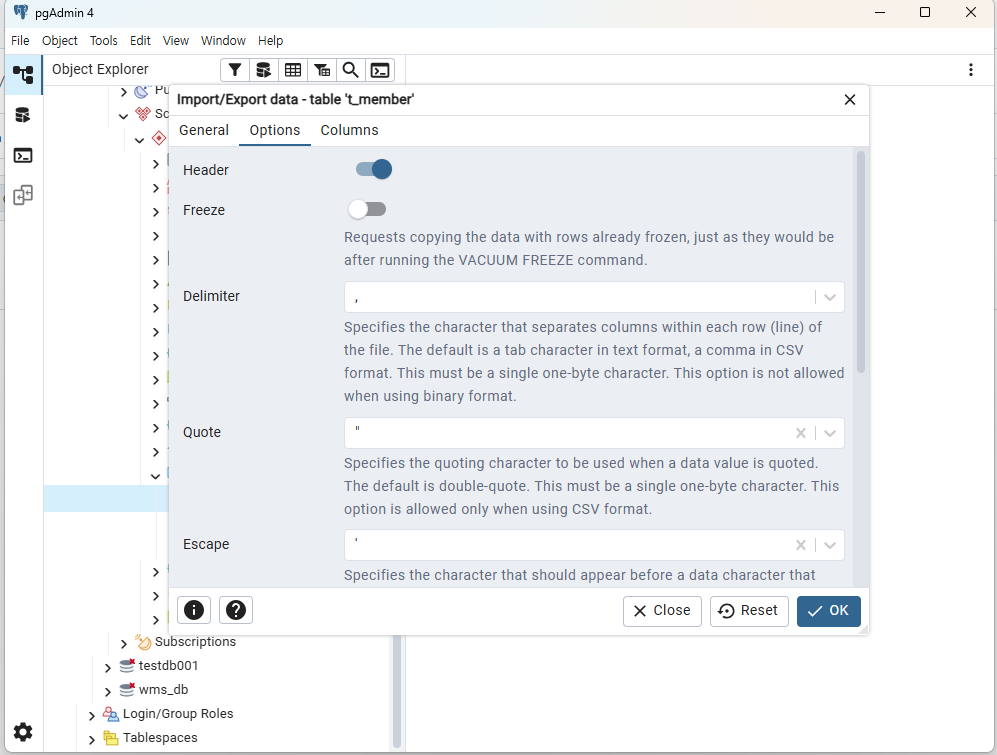 pgAdmin 4
File Object Tools Edit View Window Help
Object Explorer
Import/Export data - table 't_member'
General Options Columns
Header
Freeze
Requests copying the data with rows already frozen, just as they would be
after running the VACUUM FREEZE command.
Delimiter
,
Specifies the character that separates columns within each row (line) of
the file. The default is a tab character in text format, a comma in CSV
format. This must be a single one-byte character. This option is not allowed
when using binary format.
Quote
"
Specifies the quoting character to be used when a data value is quoted.
The default is double-quote. This must be a single one-byte character. This
option is allowed only when using CSV format.
Escape
'
Specifies the character that should appear before a data character that
Close Reset OK
Subscriptions
testdb001
wms_db
Login/Group Roles
Tablespaces